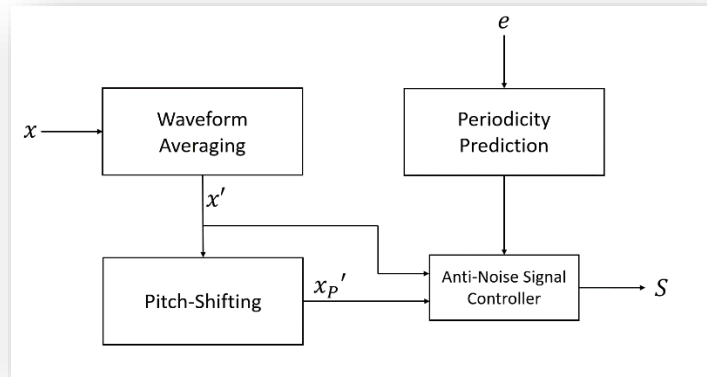 e
x
Waveform
Averaging
Periodicity
Prediction
x'
Pitch-Shifting
x_P'
Anti-Noise Signal
Controller
S